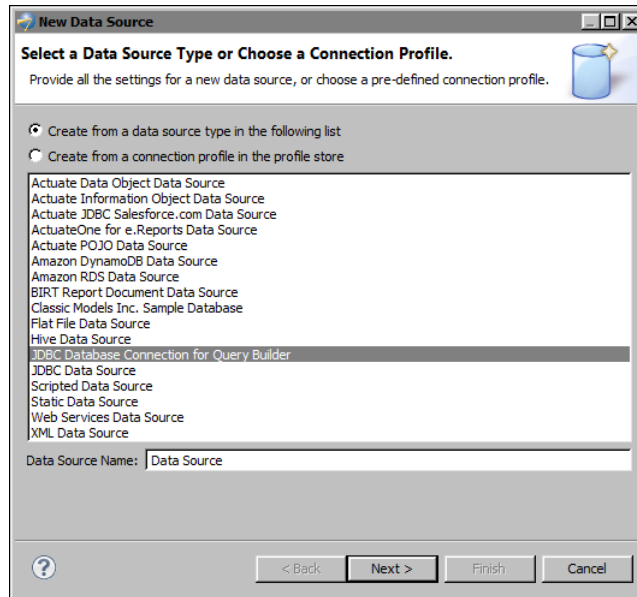 New Data Source
Select a Data Source Type or Choose a Connection Profile.
Provide all the settings for a new data source, or choose a pre-defined connection profile.
Create from a data source type in the following list
Create from a connection profile in the profile store
Actuate Data Object Data Source
Actuate Information Object Data Source
Actuate JDBC Salesforce.com Data Source
ActuateOne for e.Reports Data Source
Actuate POJO Data Source
Amazon DynamoDB Data Source
Amazon RDS Data Source
BIRT Report Document Data Source
Classic Models Inc. Sample Database
Flat File Data Source
Hive Data Source
JDBC Database Connection for Query Builder
JDBC Data Source
Scripted Data Source
Static Data Source
Web Services Data Source
XML Data Source
Data Source Name: Data Source
? < Back Next > Finish Cancel